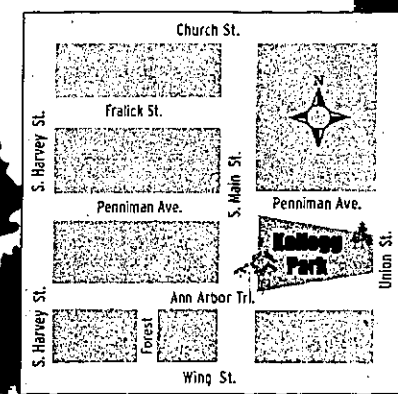 Church St.
N
Fralick St.
S. Harvey St.
S. Main St.
Penniman Ave.
Penniman Ave.
Kellogg
Park
Union St.
Ann Arbor Trl.
S. Harvey St.
Forest
Wing St.